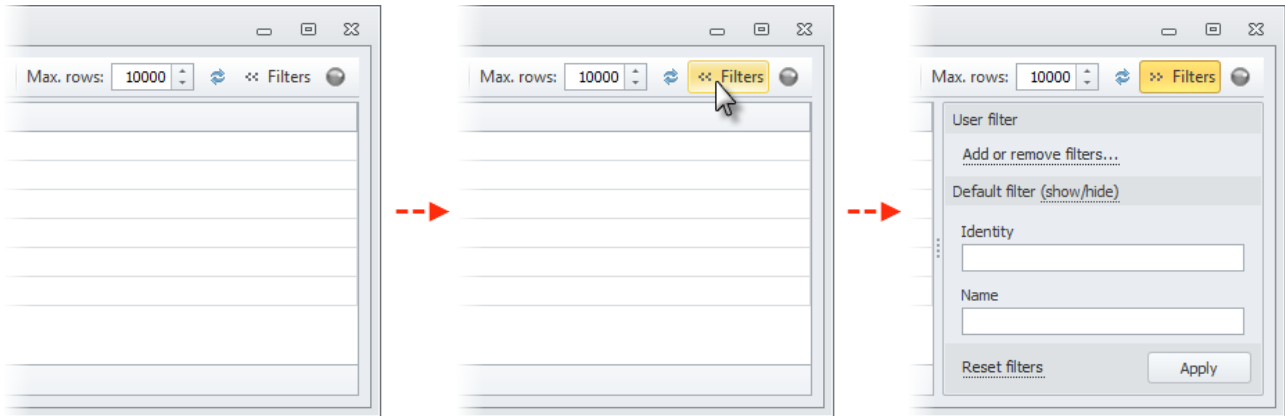 Max. rows: 10000 << Filters
Max. rows: 10000 << Filters
Max. rows: 10000 >> Filters
User filter
Add or remove filters...
Default filter (show/hide)
Identity
Name
Reset filters Apply